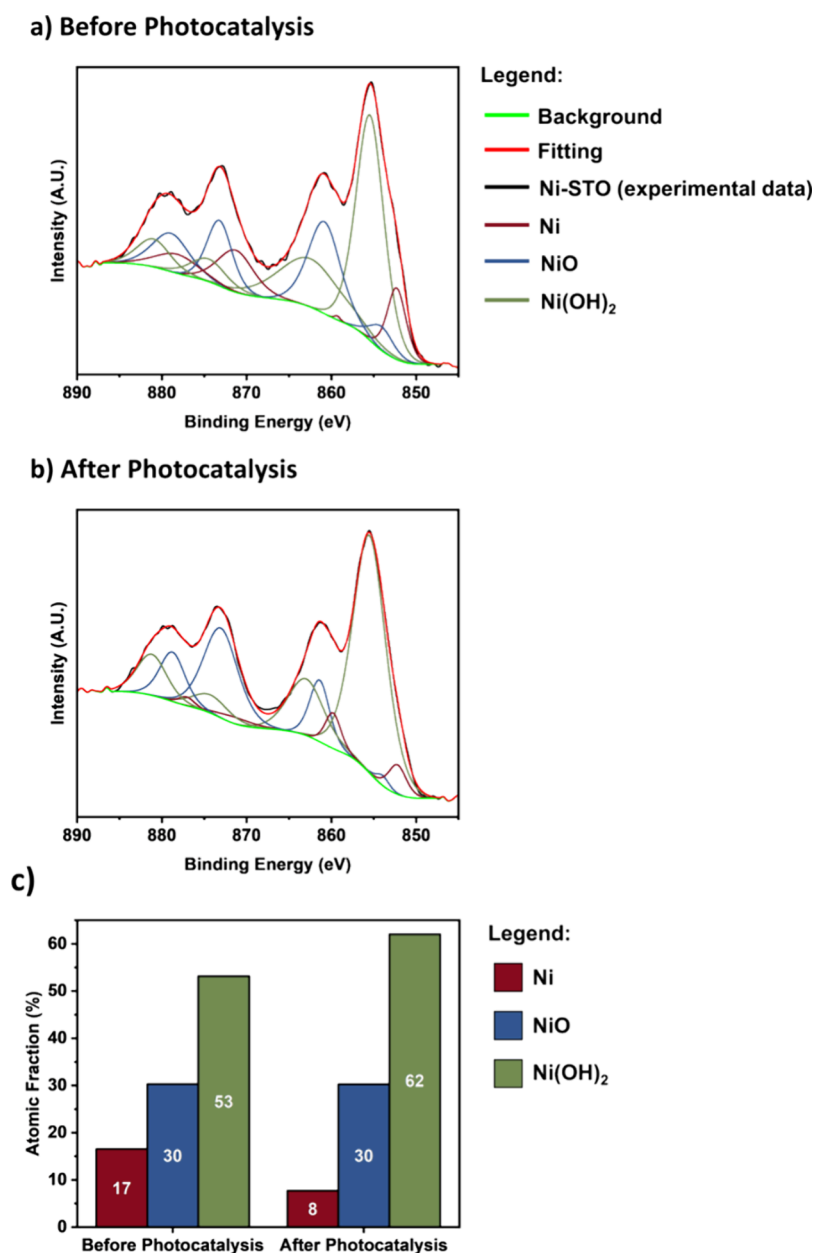 a) Before Photocatalysis
Intensity (A.U.)
890 880 870 860 850
Binding Energy (eV)
Legend:
Background
Fitting
Ni-STO (experimental data)
Ni
NiO
Ni(OH)₂
b) After Photocatalysis
Intensity (A.U.)
890 880 870 860 850
Binding Energy (eV)
c)
Atomic Fraction (%)
60
50
40
30
20
10
0
17 30 53 8 30 62
Before Photocatalysis After Photocatalysis
Legend:
Ni
NiO
Ni(OH)₂